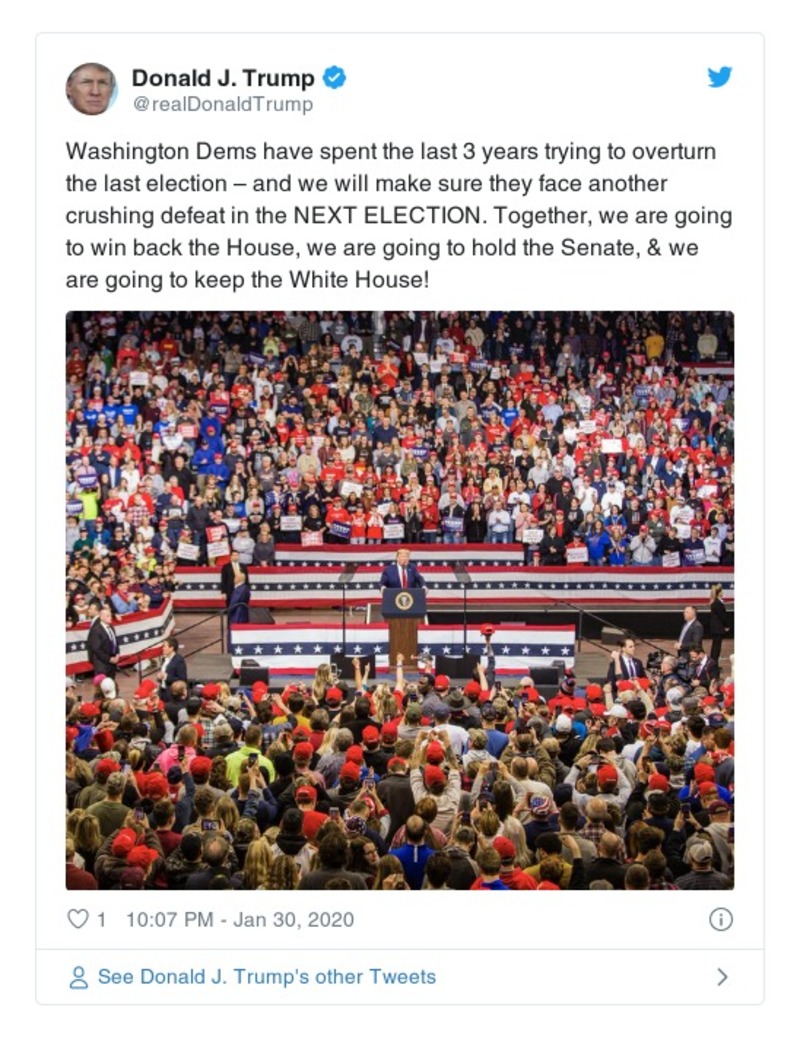 Donald J. Trump
@realDonaldTrump
Washington Dems have spent the last 3 years trying to overturn
the last election – and we will make sure they face another
crushing defeat in the NEXT ELECTION. Together, we are going
to win back the House, we are going to hold the Senate, & we
are going to keep the White House!
1 10:07 PM - Jan 30, 2020
See Donald J. Trump's other Tweets